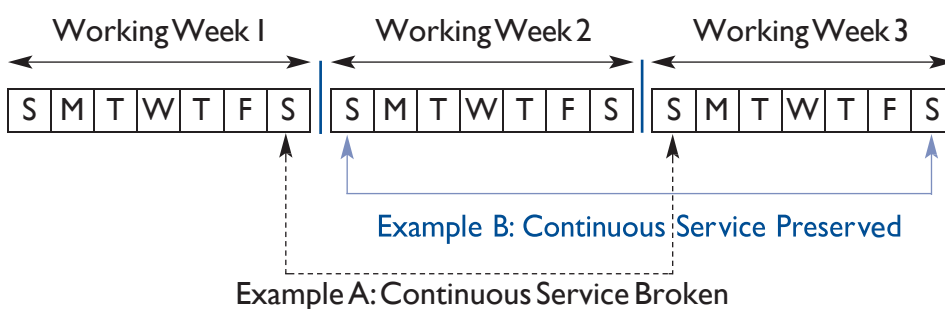 Working Week 1 Working Week 2 Working Week 3
S M T W T F S S M T W T F S S M T W T F S
Example B: Continuous Service Preserved
Example A: Continuous Service Broken